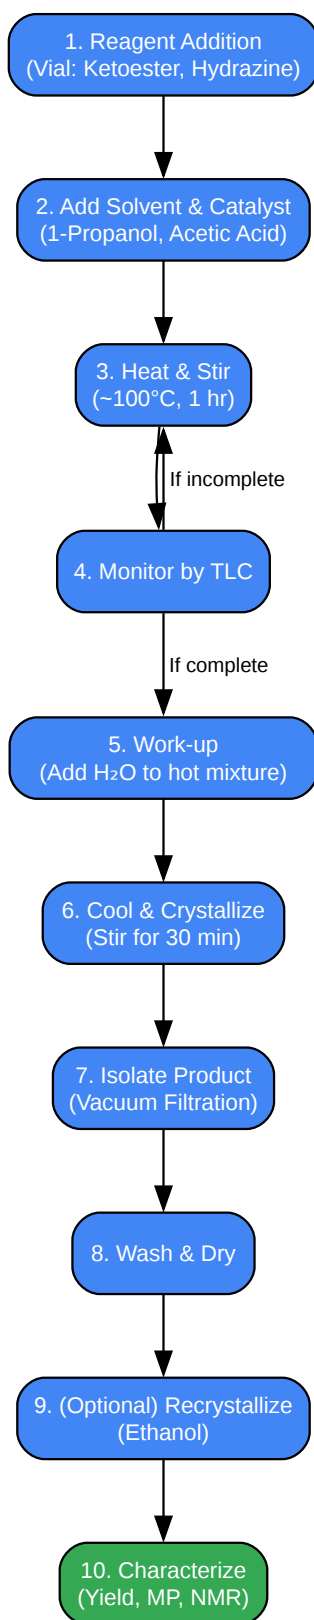 1. Reagent Addition
(Vial: Ketoester, Hydrazine)
2. Add Solvent & Catalyst
(1-Propanol, Acetic Acid)
3. Heat & Stir
(~100°C, 1 hr)
If incomplete
4. Monitor by TLC
If complete
5. Work-up
(Add H₂O to hot mixture)
6. Cool & Crystallize
(Stir for 30 min)
7. Isolate Product
(Vacuum Filtration)
8. Wash & Dry
9. (Optional) Recrystallize
(Ethanol)
10. Characterize
(Yield, MP, NMR)